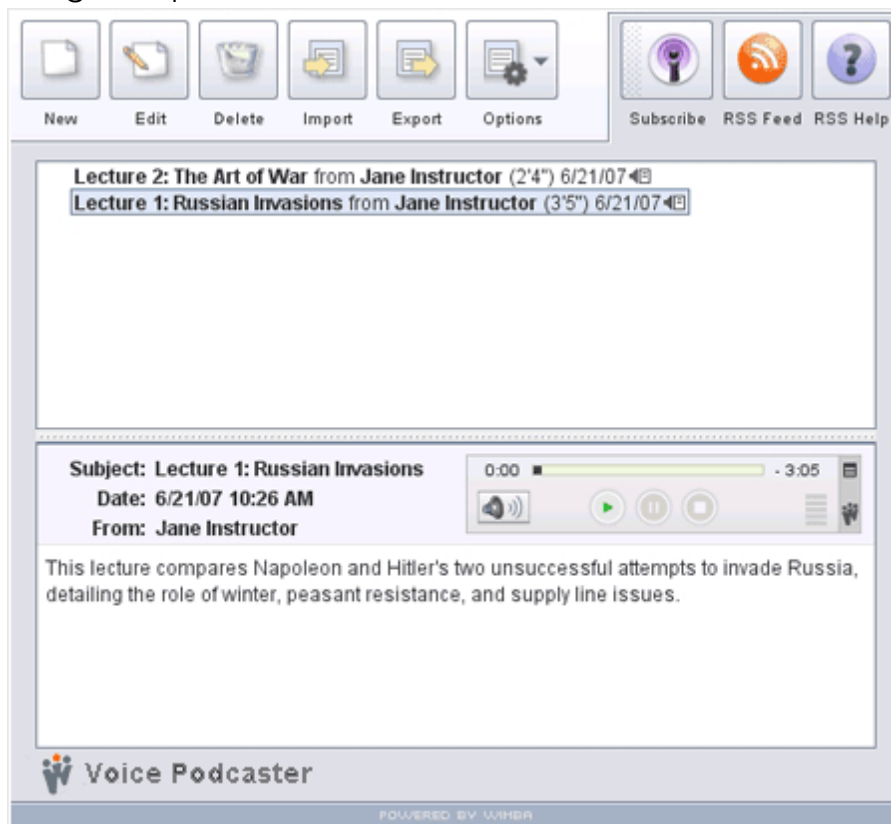 New Edit Delete Import Export Options Subscribe RSS Feed RSS Help
Lecture 2: The Art of War from Jane Instructor (2'4") 6/21/07
Lecture 1: Russian Invasions from Jane Instructor (3'5") 6/21/07
Subject: Lecture 1: Russian Invasions
0:00 - 3:05
Date: 6/21/07 10:26 AM
From: Jane Instructor
This lecture compares Napoleon and Hitler's two unsuccessful attempts to invade Russia,
detailing the role of winter, peasant resistance, and supply line issues.
Voice Podcaster
POWERED BY WIMBA